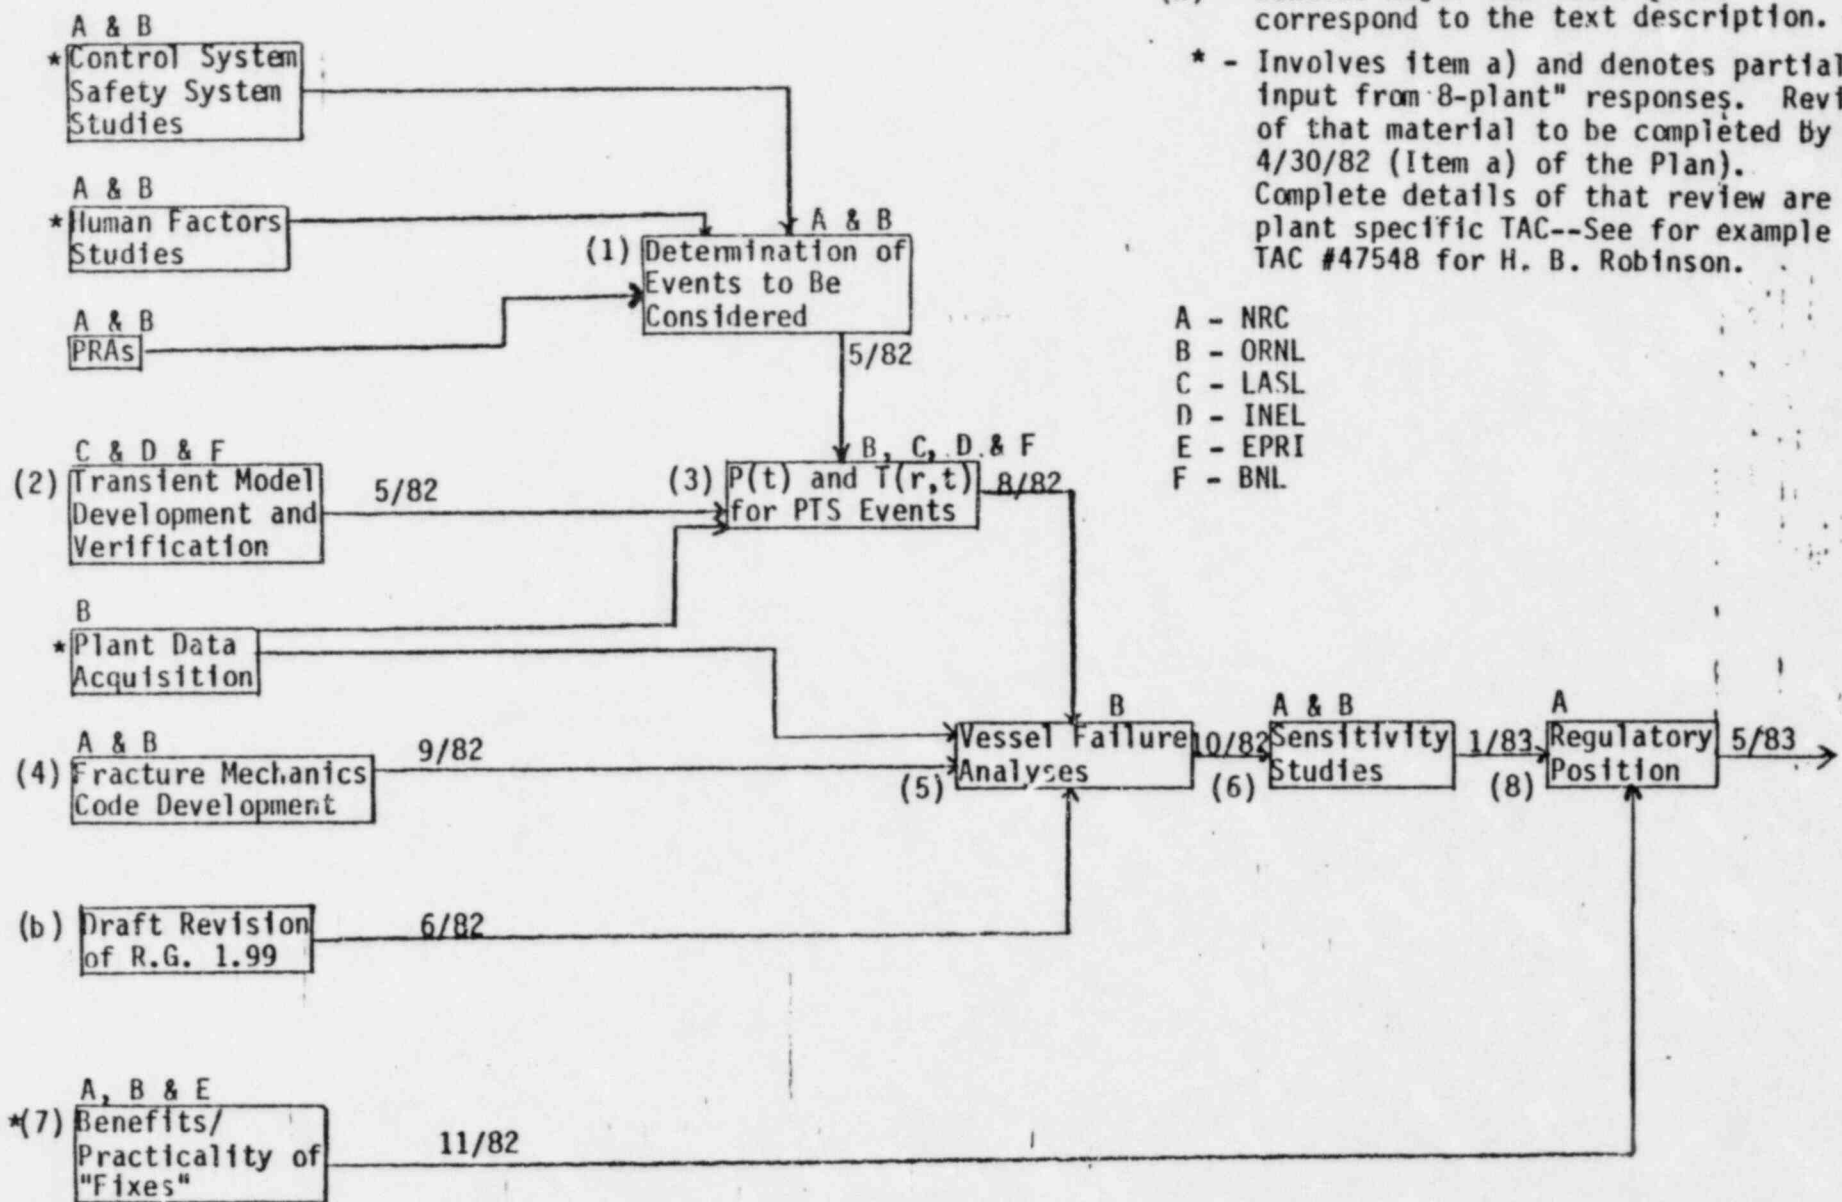 correspond to the text description.
* - Involves item a) and denotes partial
input from 8-plant" responses.
of that material to be completed by
4/30/82 (Item a) of the Plan).
Complete details of that review are
plant specific TAC--See for example
TAC #47548 for H. B. Robinson.
A - NRC
B - ORNL
C - LASL
D - INEL
E - EPRI
F - BNL
A & B
*Control System
Safety System
Studies
A & B
*Human Factors
Studies
A & B
PRAs
A & B
(1) Determination of
Events to Be
Considered
5/82
C & D & F
(2) Transient Model
Development and
Verification
5/82
B, C, D & F
(3) P(t) and T(r,t)
for PTS Events
8/82
B
*Plant Data
Acquisition
A & B
(4) Fracture Mechanics
Code Development
9/82
B
Vessel Failure
Analyses
(5)
10/82
A & B
Sensitivity
Studies
(6)
1/83
A
Regulatory
Position
(8)
5/83
(b) Draft Revision
of R.G. 1.99
6/82
A, B & E
*(7) Benefits/
Practicality of
"Fixes"
11/82